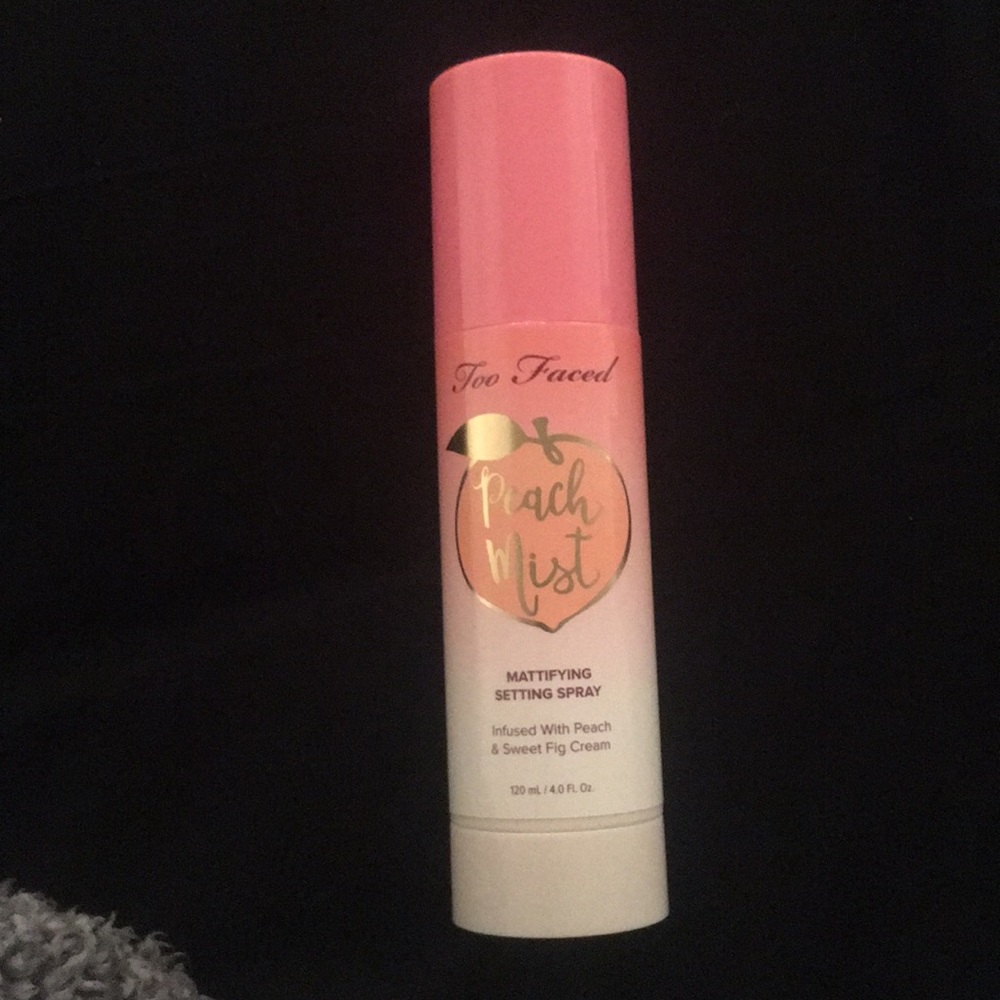 Too Faced
Peach
Mist
MATTIFYING
SETTING SPRAY
Infused With Peach
& Sweet Fig Cream
120 mL / 4.0 Fl. Oz.